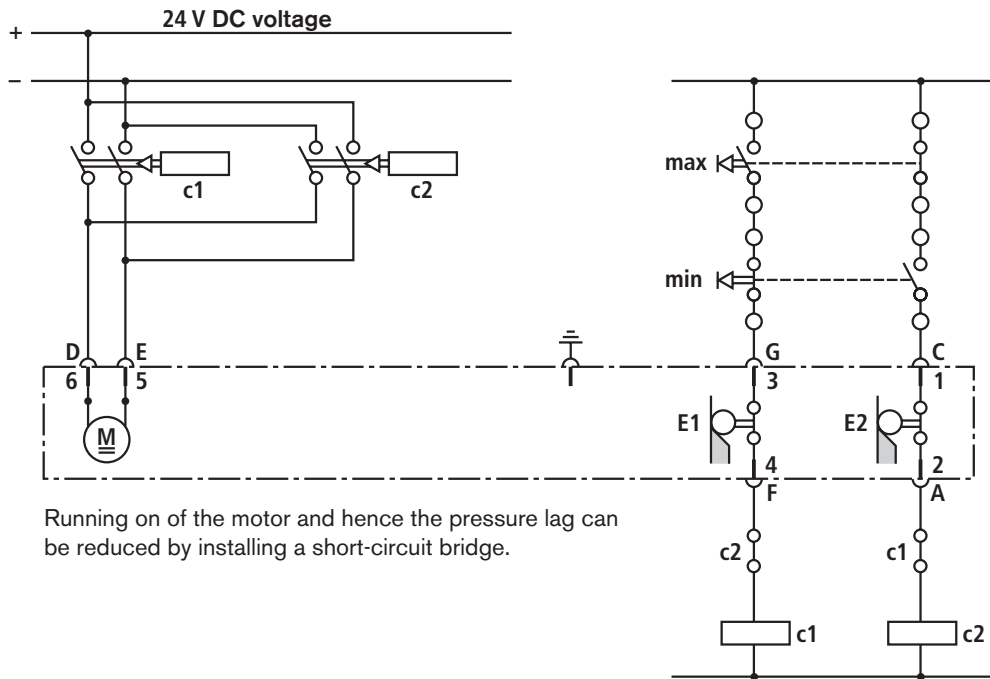 24 V DC voltage
+
–
c1
c2
max
min
D
E
G
C
6
5
3
1
M
E1
E2
4
2
F
A
Running on of the motor and hence the pressure lag can
be reduced by installing a short-circuit bridge.
c2
c1
c1
c2